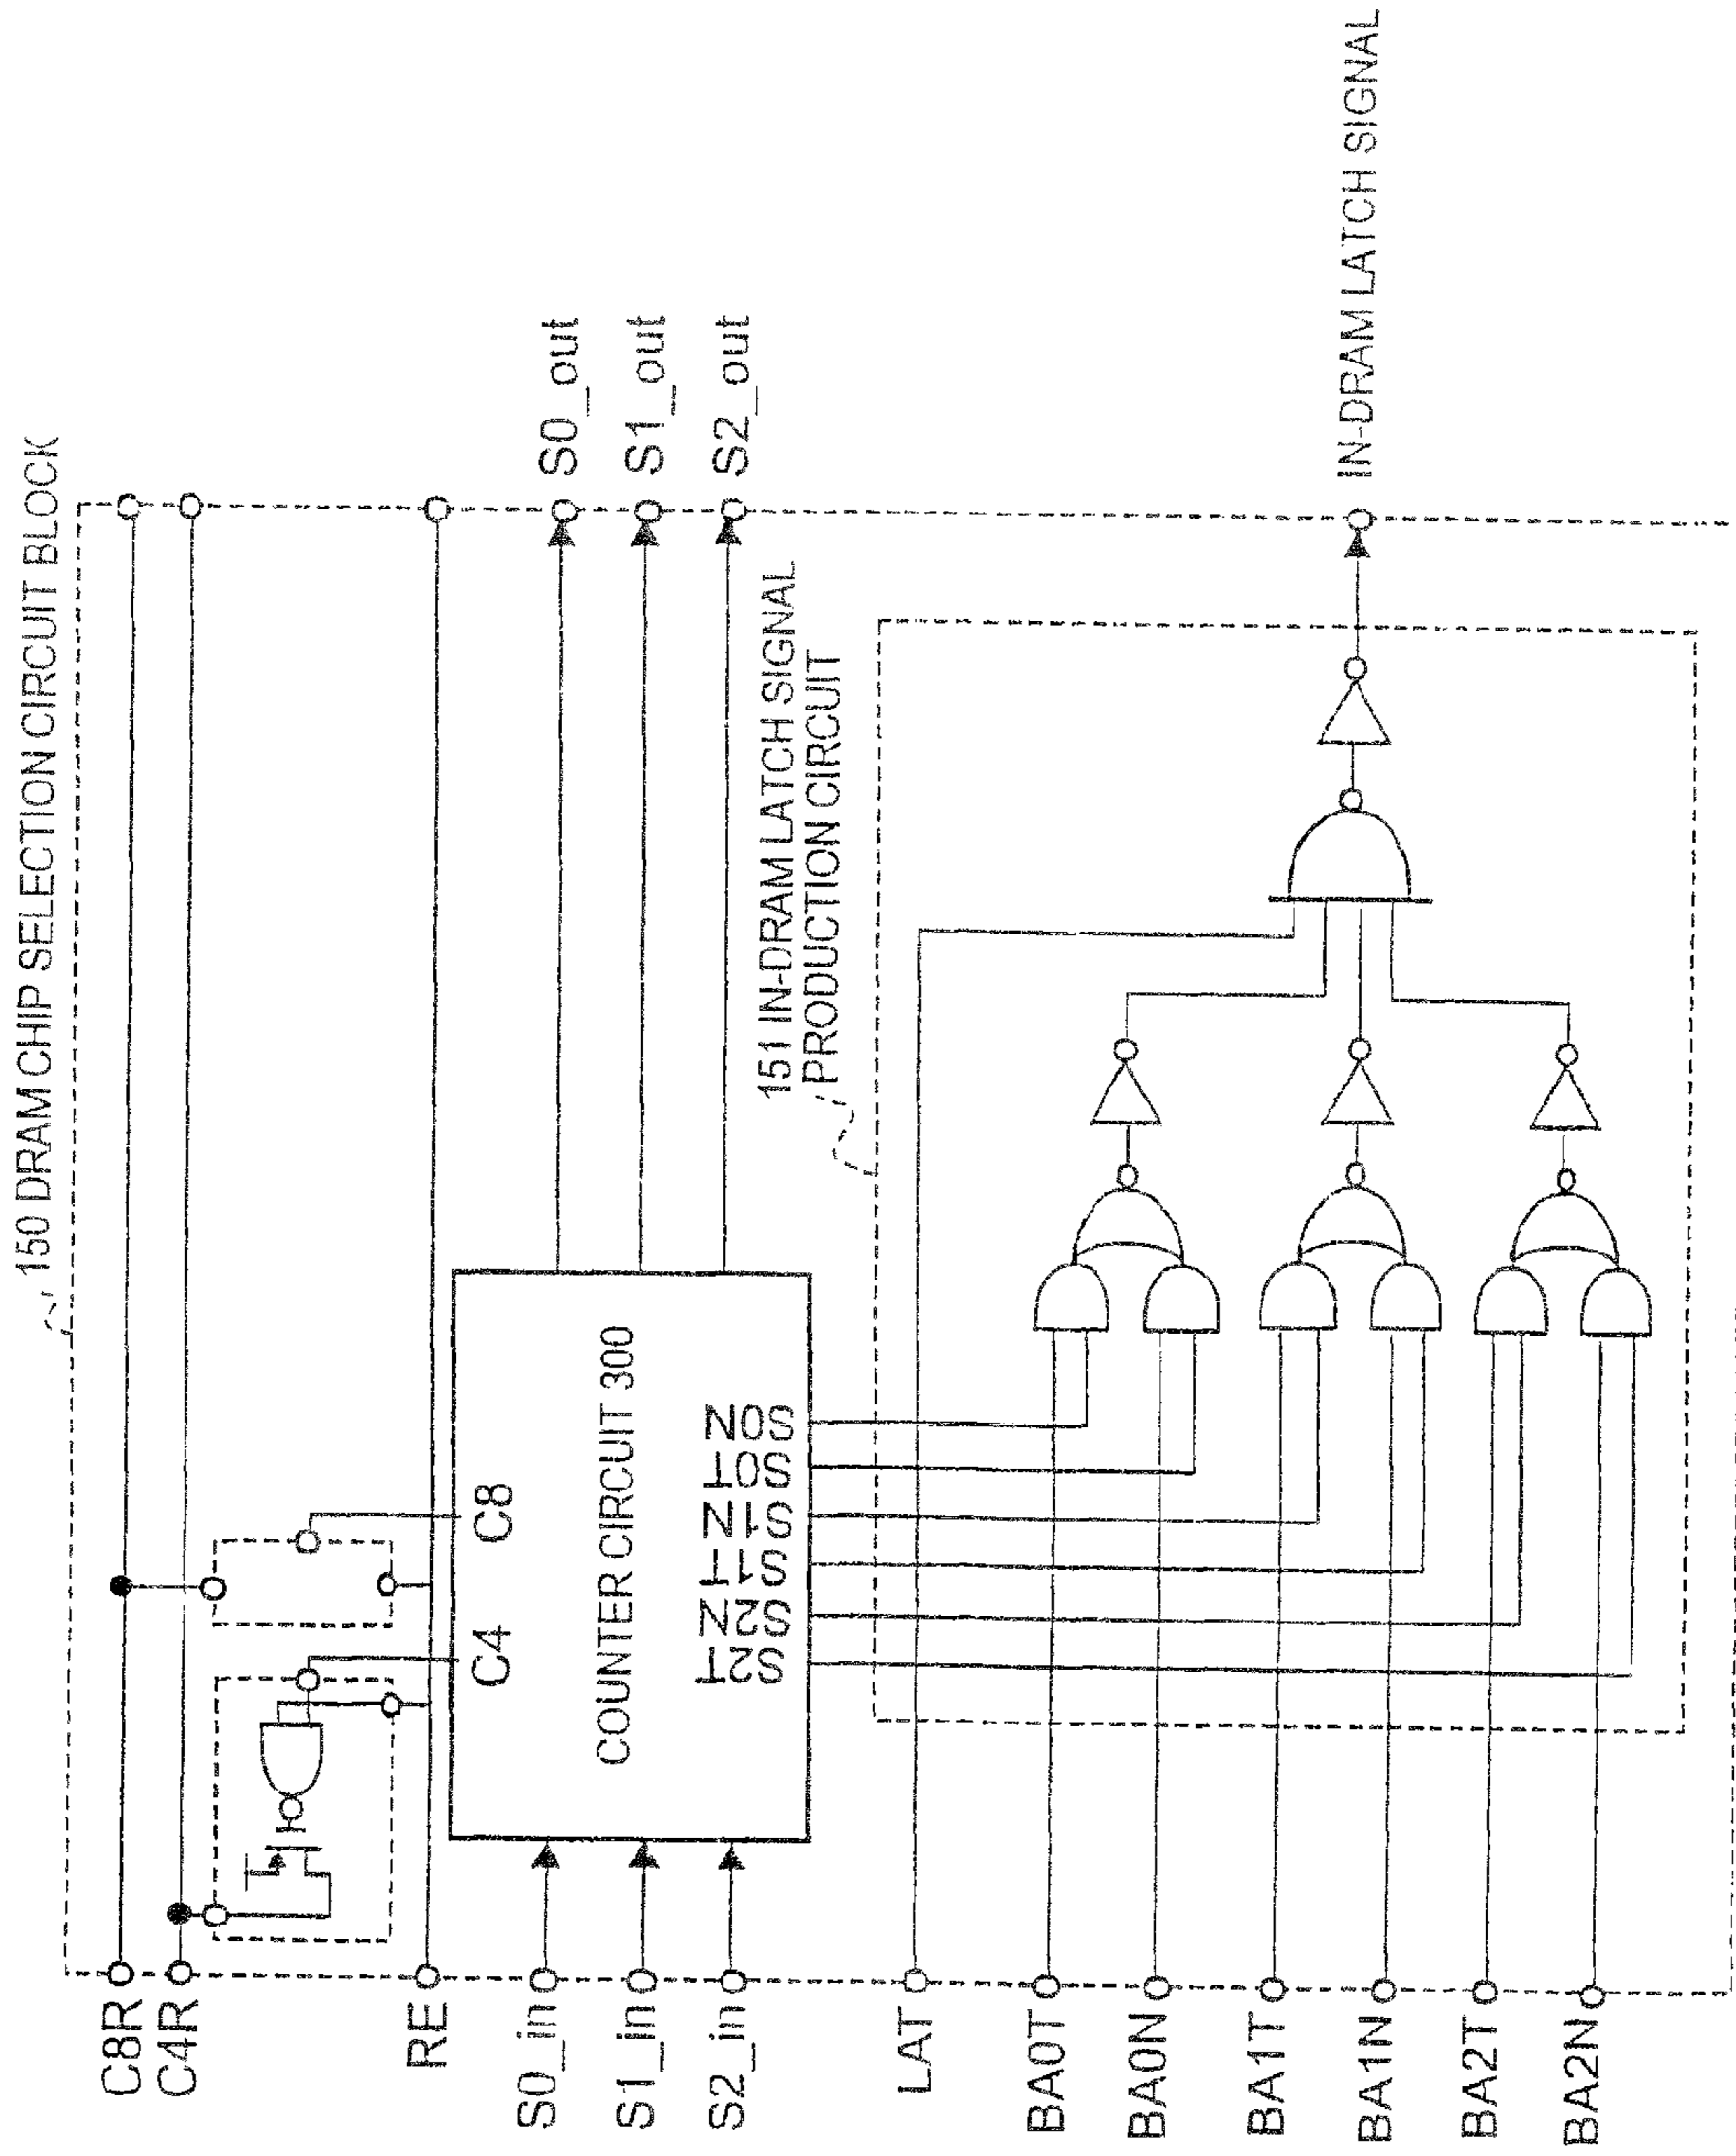 150 DRAM CHIP SELECTION CIRCUIT BLOCK
C8R
C4R
RE
S0_in
S1_in
S2_in
LAT
BA0T
BA0N
BA1T
BA1N
BA2T
BA2N
C4
C8
COUNTER CIRCUIT 300
S2T
S2N
S1T
S1N
S0T
S0N
S0_out
S1_out
S2_out
151 IN-DRAM LATCH SIGNAL
PRODUCTION CIRCUIT
IN-DRAM LATCH SIGNAL